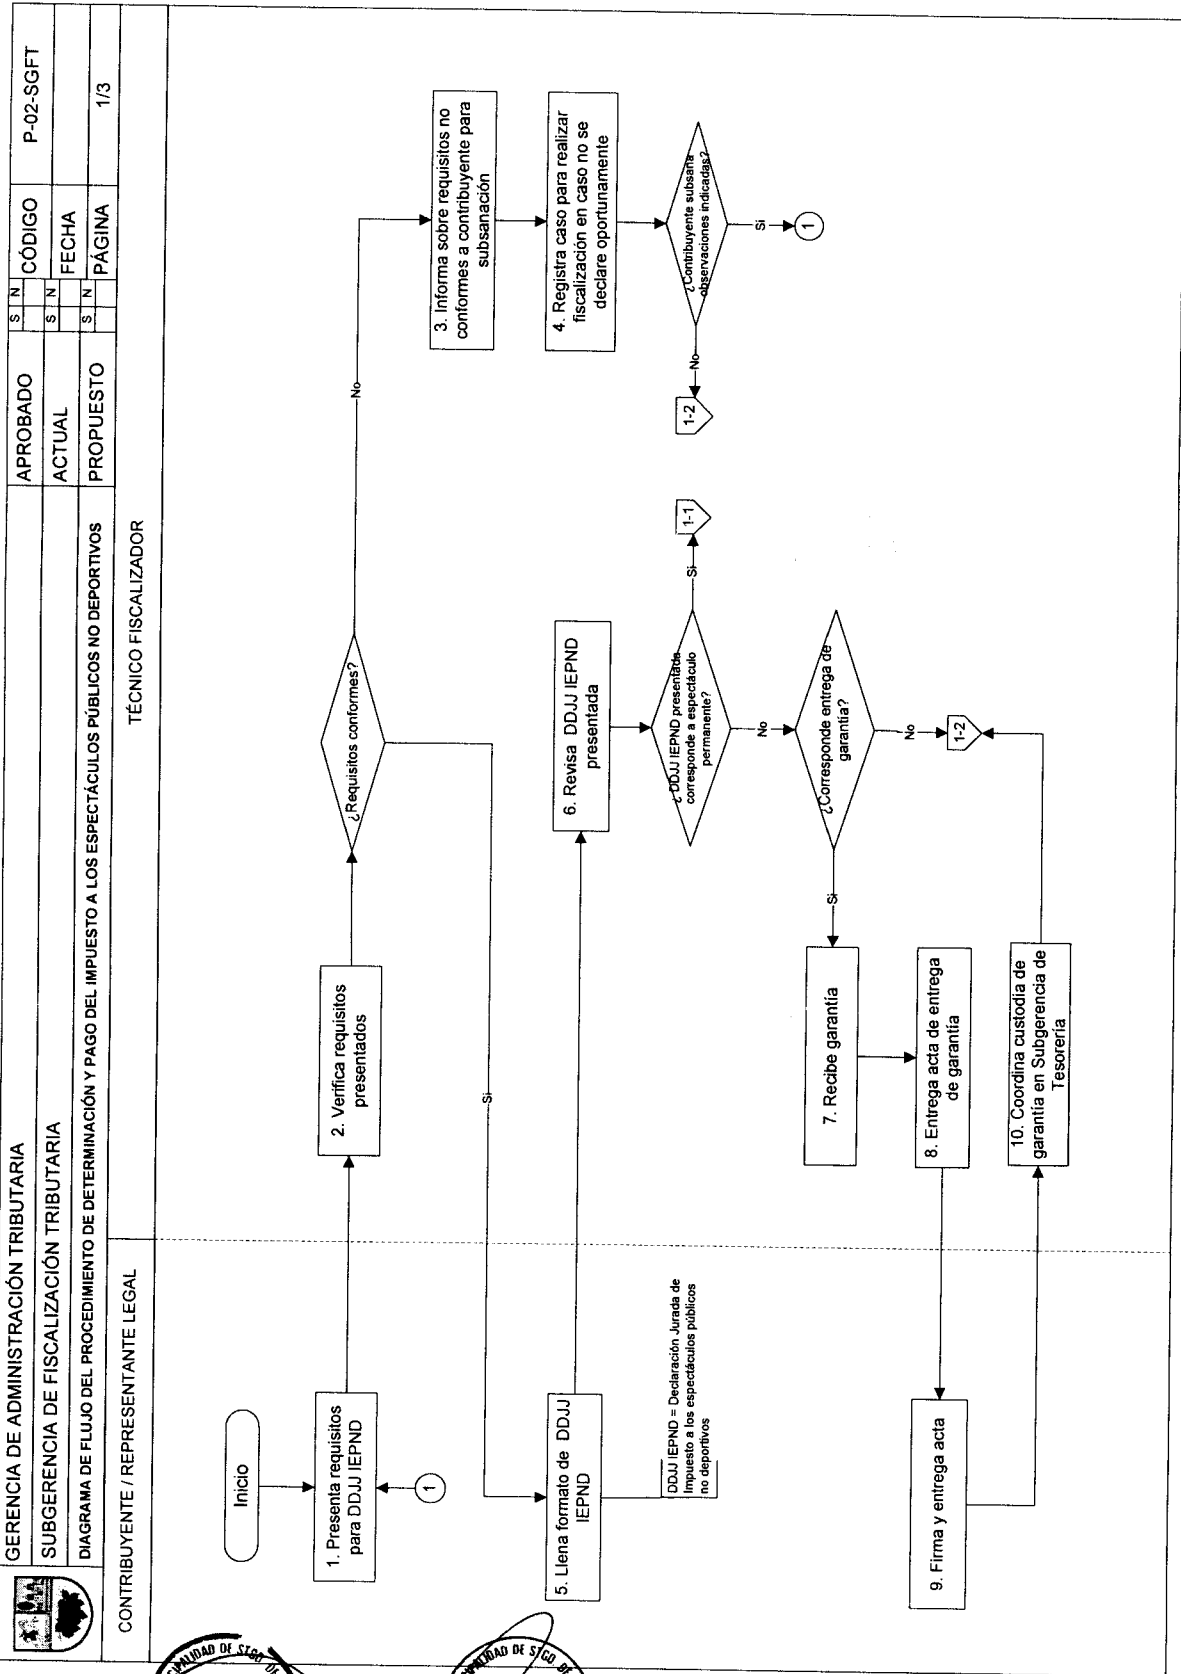 GERENCIA DE ADMINISTRACIÓN TRIBUTARIA
APROBADO
S N
CÓDIGO
P-02-SGFT
SUBGERENCIA DE FISCALIZACIÓN TRIBUTARIA
ACTUAL
S N
FECHA
DIAGRAMA DE FLUJO DEL PROCEDIMIENTO DE DETERMINACIÓN Y PAGO DEL IMPUESTO A LOS ESPECTÁCULOS PÚBLICOS NO DEPORTIVOS
PROPUESTO
S N
PÁGINA
1/3
CONTRIBUYENTE / REPRESENTANTE LEGAL
TÉCNICO FISCALIZADOR
Inicio
1. Presenta requisitos
para DDJJ IEPND
1
2. Verifica requisitos
presentados
¿Requisitos conformes?
No
Si
3. Informa sobre requisitos no
conformes a contribuyente para
subsanación
4. Registra caso para realizar
fiscalización en caso no se
declare oportunamente
¿Contribuyente subsana
observaciones indicadas?
No
1-2
Si
1
5. Llena formato de DDJJ
IEPND
DDJJ IEPND = Declaración Jurada de
Impuesto a los espectáculos públicos
no deportivos
6. Revisa DDJJ IEPND
presentada
¿DDJJ IEPND presentada
corresponde a espectáculo
permanente?
Si
1-1
No
¿Corresponde entrega de
garantía?
Si
No
1-2
7. Recibe garantía
8. Entrega acta de entrega
de garantía
9. Firma y entrega acta
10. Coordina custodia de
garantía en Subgerencia de
Tesorería
DE STGO. DE
DAD DE STGO. DE